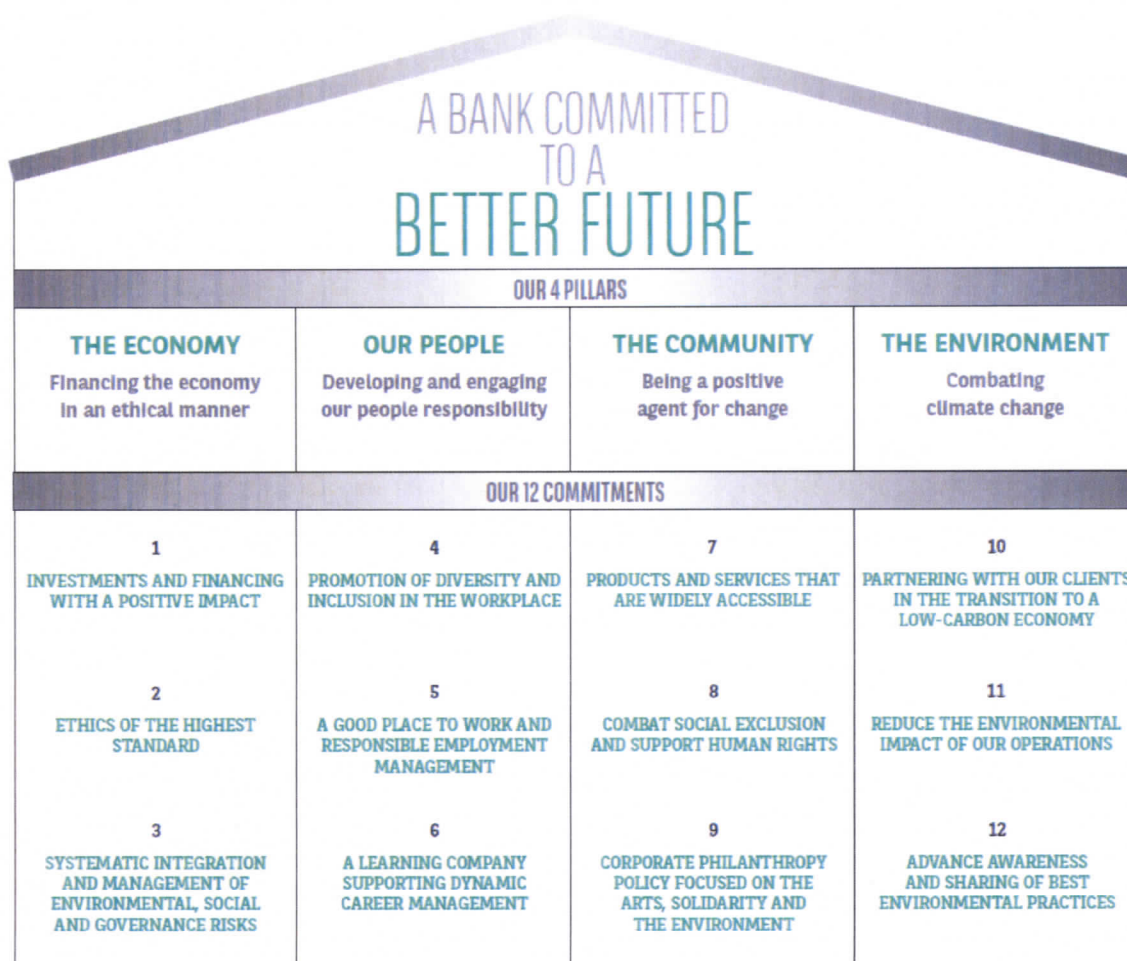 A BANK COMMITTED
TO A
BETTER FUTURE
OUR 4 PILLARS
THE ECONOMY
Financing the economy
in an ethical manner
OUR PEOPLE
Developing and engaging
our people responsibility
THE COMMUNITY
Being a positive
agent for change
THE ENVIRONMENT
Combating
climate change
OUR 12 COMMITMENTS
1
INVESTMENTS AND FINANCING
WITH A POSITIVE IMPACT
2
ETHICS OF THE HIGHEST
STANDARD
3
SYSTEMATIC INTEGRATION
AND MANAGEMENT OF
ENVIRONMENTAL, SOCIAL
AND GOVERNANCE RISKS
4
PROMOTION OF DIVERSITY AND
INCLUSION IN THE WORKPLACE
5
A GOOD PLACE TO WORK AND
RESPONSIBLE EMPLOYMENT
MANAGEMENT
6
A LEARNING COMPANY
SUPPORTING DYNAMIC
CAREER MANAGEMENT
7
PRODUCTS AND SERVICES THAT
ARE WIDELY ACCESSIBLE
8
COMBAT SOCIAL EXCLUSION
AND SUPPORT HUMAN RIGHTS
9
CORPORATE PHILANTHROPY
POLICY FOCUSED ON THE
ARTS, SOLIDARITY AND
THE ENVIRONMENT
10
PARTNERING WITH OUR CLIENTS
IN THE TRANSITION TO A
LOW-CARBON ECONOMY
11
REDUCE THE ENVIRONMENTAL
IMPACT OF OUR OPERATIONS
12
ADVANCE AWARENESS
AND SHARING OF BEST
ENVIRONMENTAL PRACTICES